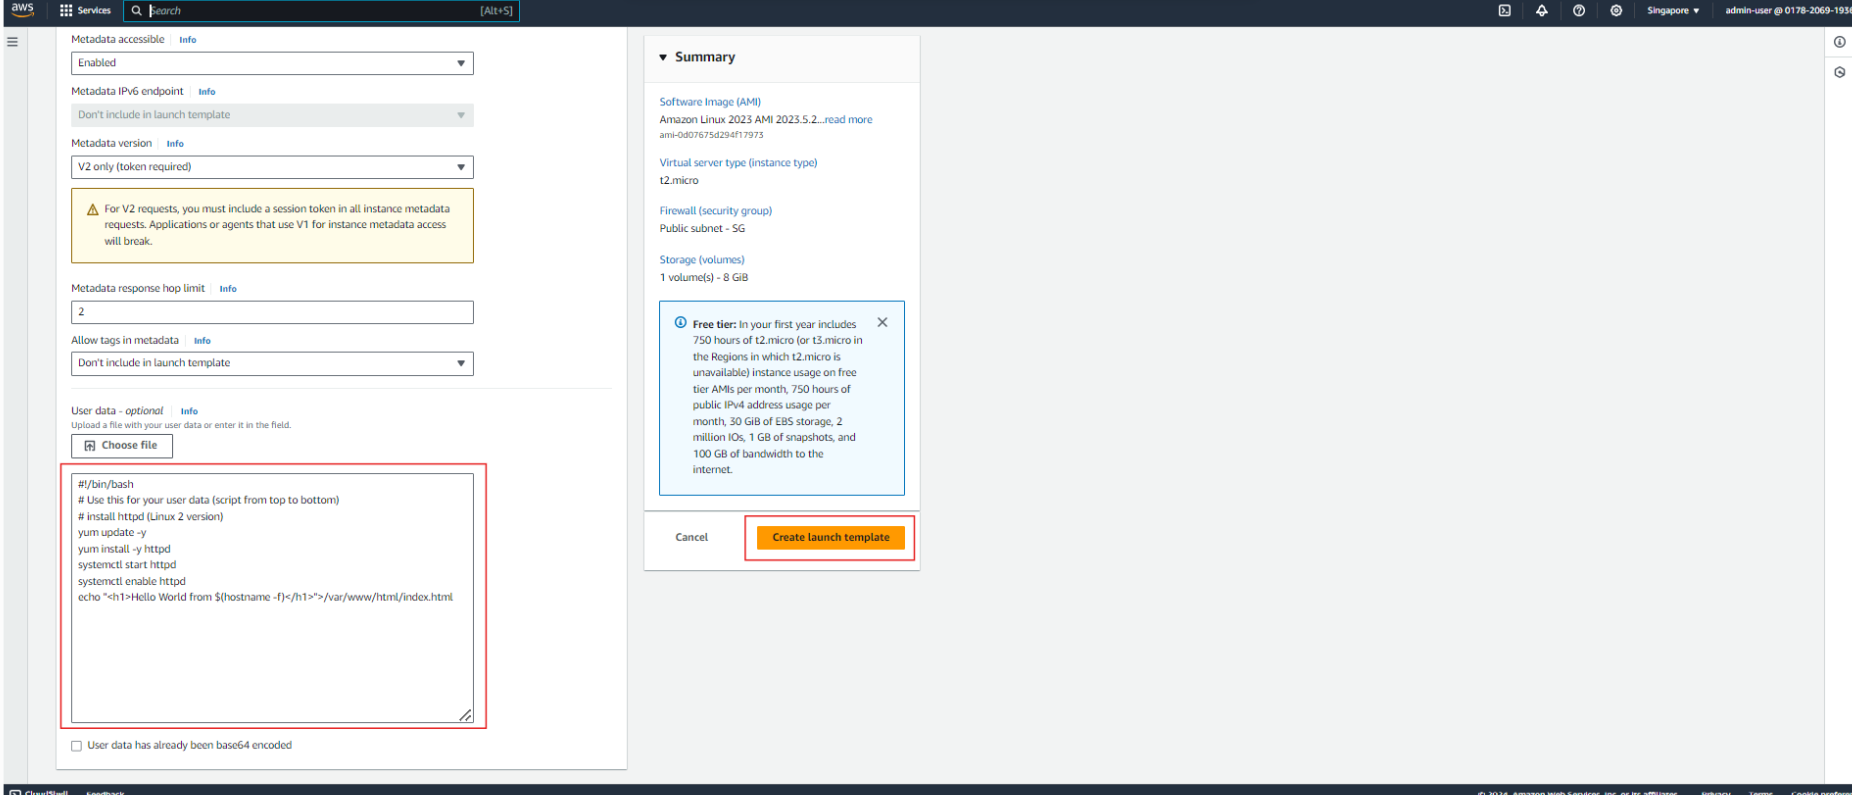 aws
Services
Search
[Alt+S]
Singapore
admin-user @ 0178-2069-1936
Metadata accessible
Info
Enabled
Metadata IPv6 endpoint
Info
Don't include in launch template
Metadata version
Info
V2 only (token required)
For V2 requests, you must include a session token in all instance metadata
requests. Applications or agents that use V1 for instance metadata access
will break.
Metadata response hop limit
Info
2
Allow tags in metadata
Info
Don't include in launch template
User data - optional
Info
Upload a file with your user data or enter it in the field.
Choose file
#!/bin/bash
# Use this for your user data (script from top to bottom)
# install httpd (Linux 2 version)
yum update -y
yum install -y httpd
systemctl start httpd
systemctl enable httpd
echo "<h1>Hello World from $(hostname -f)</h1>">/var/www/html/index.html
User data has already been base64 encoded
Summary
Software Image (AMI)
Amazon Linux 2023 AMI 2023.5.2...read more
ami-0d07675d294f17973
Virtual server type (instance type)
t2.micro
Firewall (security group)
Public subnet - SG
Storage (volumes)
1 volume(s) - 8 GiB
Free tier: In your first year includes
750 hours of t2.micro (or t3.micro in
the Regions in which t2.micro is
unavailable) instance usage on free
tier AMIs per month, 750 hours of
public IPv4 address usage per
month, 30 GiB of EBS storage, 2
million IOs, 1 GB of snapshots, and
100 GB of bandwidth to the
internet.
Cancel
Create launch template
CloudShell
Feedback
© 2024, Amazon Web Services, Inc. or its affiliates.
Privacy
Terms
Cookie